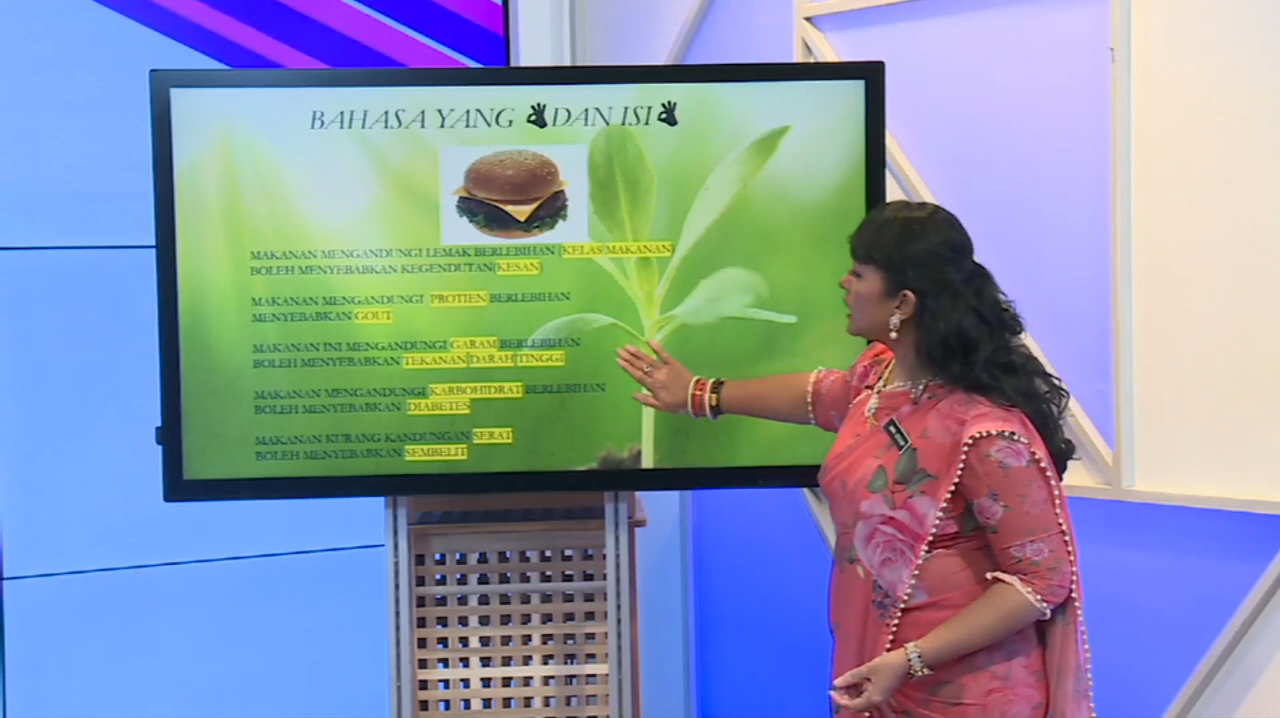 BAHASA YANG 👌DAN ISI👌
MAKANAN MENGANDUNGI LEMAK BERLEBIHAN (KELAS MAKANAN
BOLEH MENYEBABKAN KEGENDUTAN(KESAN)
MAKANAN MENGANDUNGI PROTIEN BERLEBIHAN
MENYEBABKAN GOUT
MAKANAN INI MENGANDUNGI GARAM BERLEBIHAN
BOLEH MENYEBABKAN TEKANAN DARAH TINGGI
MAKANAN MENGANDUNGI KARBOHIDRAT BERLEBIHAN
BOLEH MENYEBABKAN DIABETES
MAKANAN KURANG KANDUNGAN SERAT
BOLEH MENYEBABKAN SEMBELIT